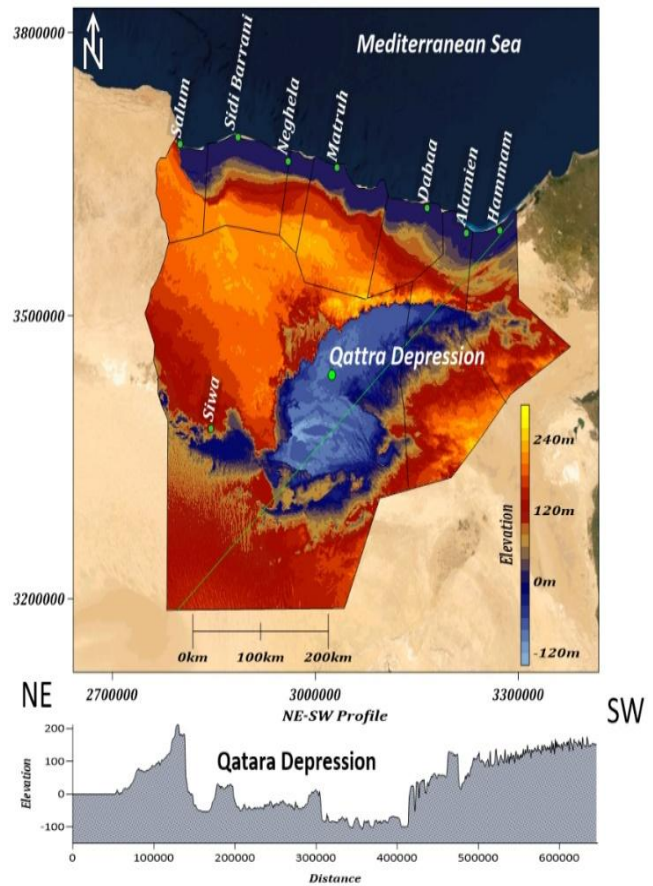 3800000
N
Mediterranean Sea
Salum
Sidi Barrani
Neghela
Matruh
Dabaa
Alamien
Hammam
3500000
Qattra Depression
Siwa
Elevation
240m
120m
0m
-120m
3200000
0km 100km 200km
2700000 3000000 3300000
NE SW
NE-SW Profile
Qatara Depression
Elevation
200
100
0
-100
0 100000 200000 300000 400000 500000 600000
Distance